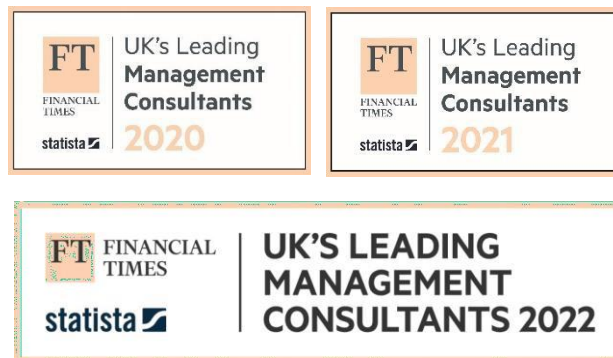 FT
FINANCIAL
TIMES
statista
UK's Leading
Management
Consultants
2020
FT
FINANCIAL
TIMES
statista
UK's Leading
Management
Consultants
2021
FT FINANCIAL
TIMES
statista
UK'S LEADING
MANAGEMENT
CONSULTANTS 2022